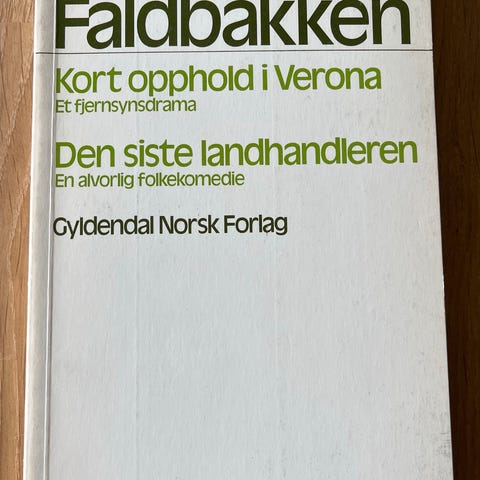 Faldbakken
Kort opphold i Verona
Et fjernsynsdrama
Den siste landhandleren
En alvorlig folkekomedie
Gyldendal Norsk Forlag